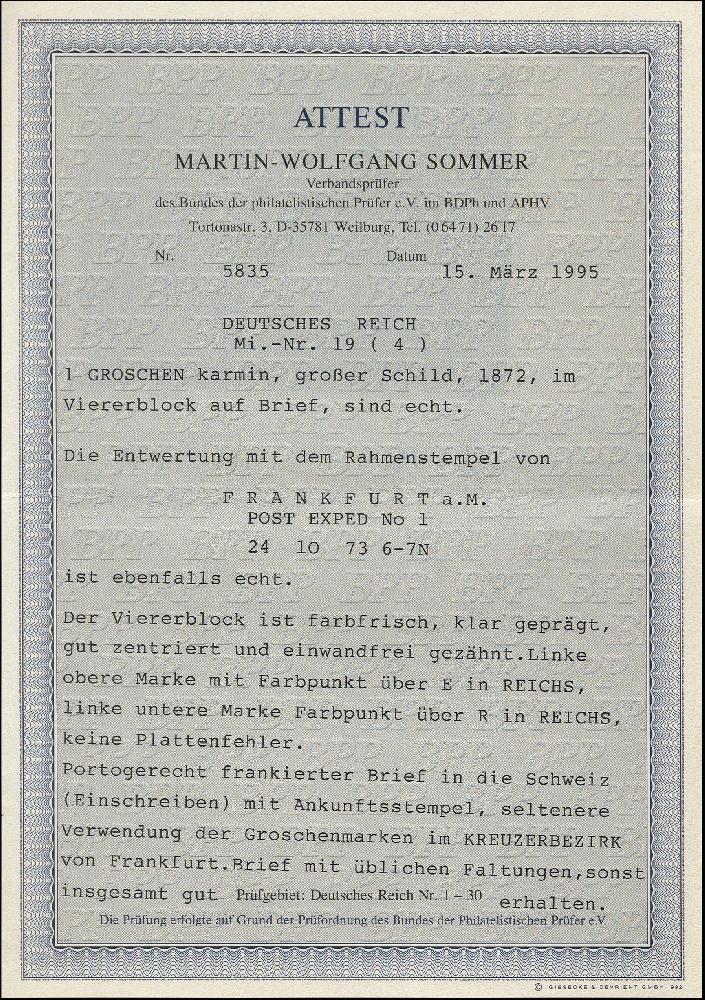 ATTEST
MARTIN-WOLFGANG SOMMER
Verbandsprüfer
des Bundes der philatelistischen Prüfer e.V. im BDPh und APHV
Tortonastr. 3, D-35781 Weilburg, Tel. (06471) 2617
Nr. Datum
5835 15. März 1995
DEUTSCHES REICH
Mi.-Nr. 19 ( 4 )
1 GROSCHEN karmin, großer Schild, 1872, im
Viererblock auf Brief, sind echt.
Die Entwertung mit dem Rahmenstempel von
F R A N K F U R T a.M.
POST EXPED No 1
24 10 73 6-7N
ist ebenfalls echt.
Der Viererblock ist farbfrisch, klar geprägt,
gut zentriert und einwandfrei gezähnt.Linke
obere Marke mit Farbpunkt über E in REICHS,
linke untere Marke Farbpunkt über R in REICHS,
keine Plattenfehler.
Portogerecht frankierter Brief in die Schweiz
(Einschreiben) mit Ankunftsstempel, seltenere
Verwendung der Groschenmarken im KREUZERBEZIRK
von Frankfurt.Brief mit üblichen Faltungen,sonst
insgesamt gut Prüfgebiet: Deutsches Reich Nr. 1 – 30 erhalten.
Die Prüfung erfolgte auf Grund der Prüfordnung des Bundes der Philatelistischen Prüfer e.V.
© GIESECKE & DEVRIENT GMBH 992